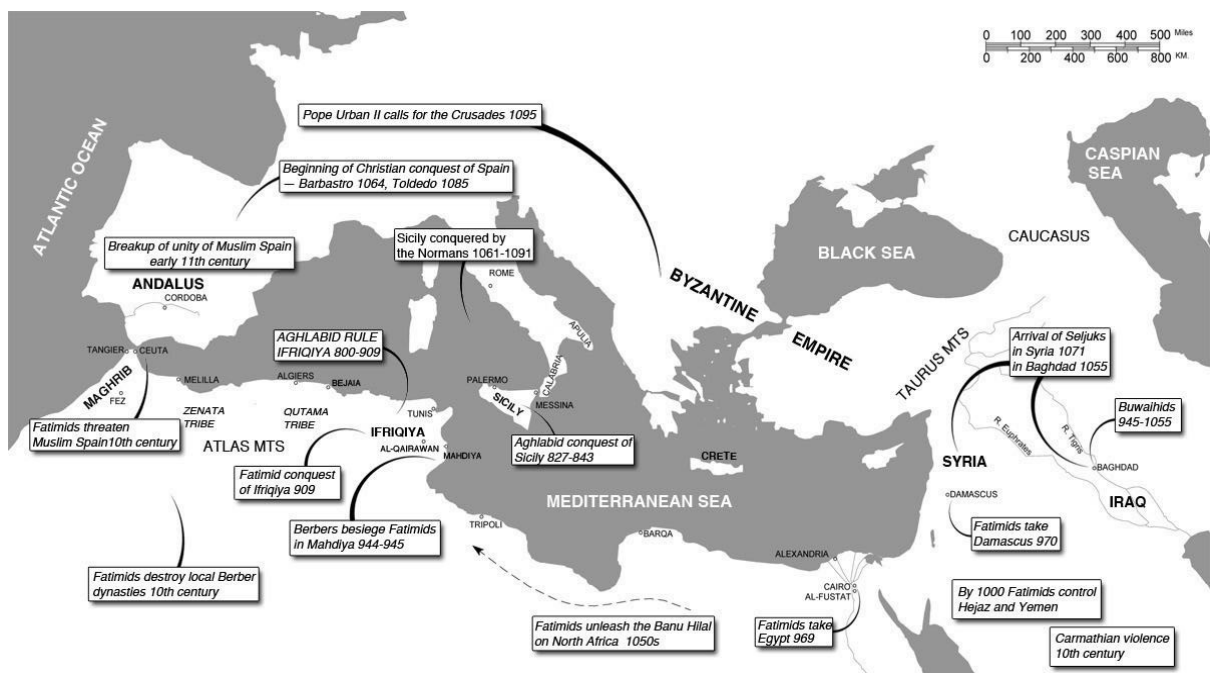 500 Miles
0 100 200 300 400
0 200 400 600 800 KM.
Pope Urban II calls for the Crusades 1095
ATLANTIC OCEAN
Beginning of Christian conquest of Spain
— Barbastro 1064, Toldedo 1085
CASPIAN
SEA
Breakup of unity of Muslim Spain
early 11th century
Sicily conquered by
the Normans 1061-1091
BLACK SEA
CAUCASUS
ANDALUS
CORDOBA
ROME
BYZANTINE
EMPIRE
APULIA
CALABRIA
TAURUS MTS
Arrival of Seljuks
in Syria 1071
in Baghdad 1055
AGHLABID RULE
IFRIQIYA 800-909
TANGIER
CEUTA
MAGHRIB
FEZ
MELILLA
ALGIERS
BEJAIA
PALERMO
SICILY
MESSINA
TUNIS
ZENATA
TRIBE
QUTAMA
TRIBE
ATLAS MTS
Fatimids threaten
Muslim Spain10th century
IFRIQIYA
AL-QAIRAWAN
MAHDIYA
Aghlabid conquest of
Sicily 827-843
CRETE
Buwaihids
945-1055
R. Euphrates
R. Tigris
SYRIA
BAGHDAD
IRAQ
Fatimid conquest
of Ifriqiya 909
MEDITERRANEAN SEA
DAMASCUS
Berbers besiege Fatimids
in Mahdiya 944-945
TRIPOLI
BARQA
Fatimids take
Damascus 970
ALEXANDRIA
CAIRO
AL-FUSTAT
Fatimids destroy local Berber
dynasties 10th century
Fatimids unleash the Banu Hilal
on North Africa 1050s
Fatimids take
Egypt 969
By 1000 Fatimids control
Hejaz and Yemen
Carmathian violence
10th century